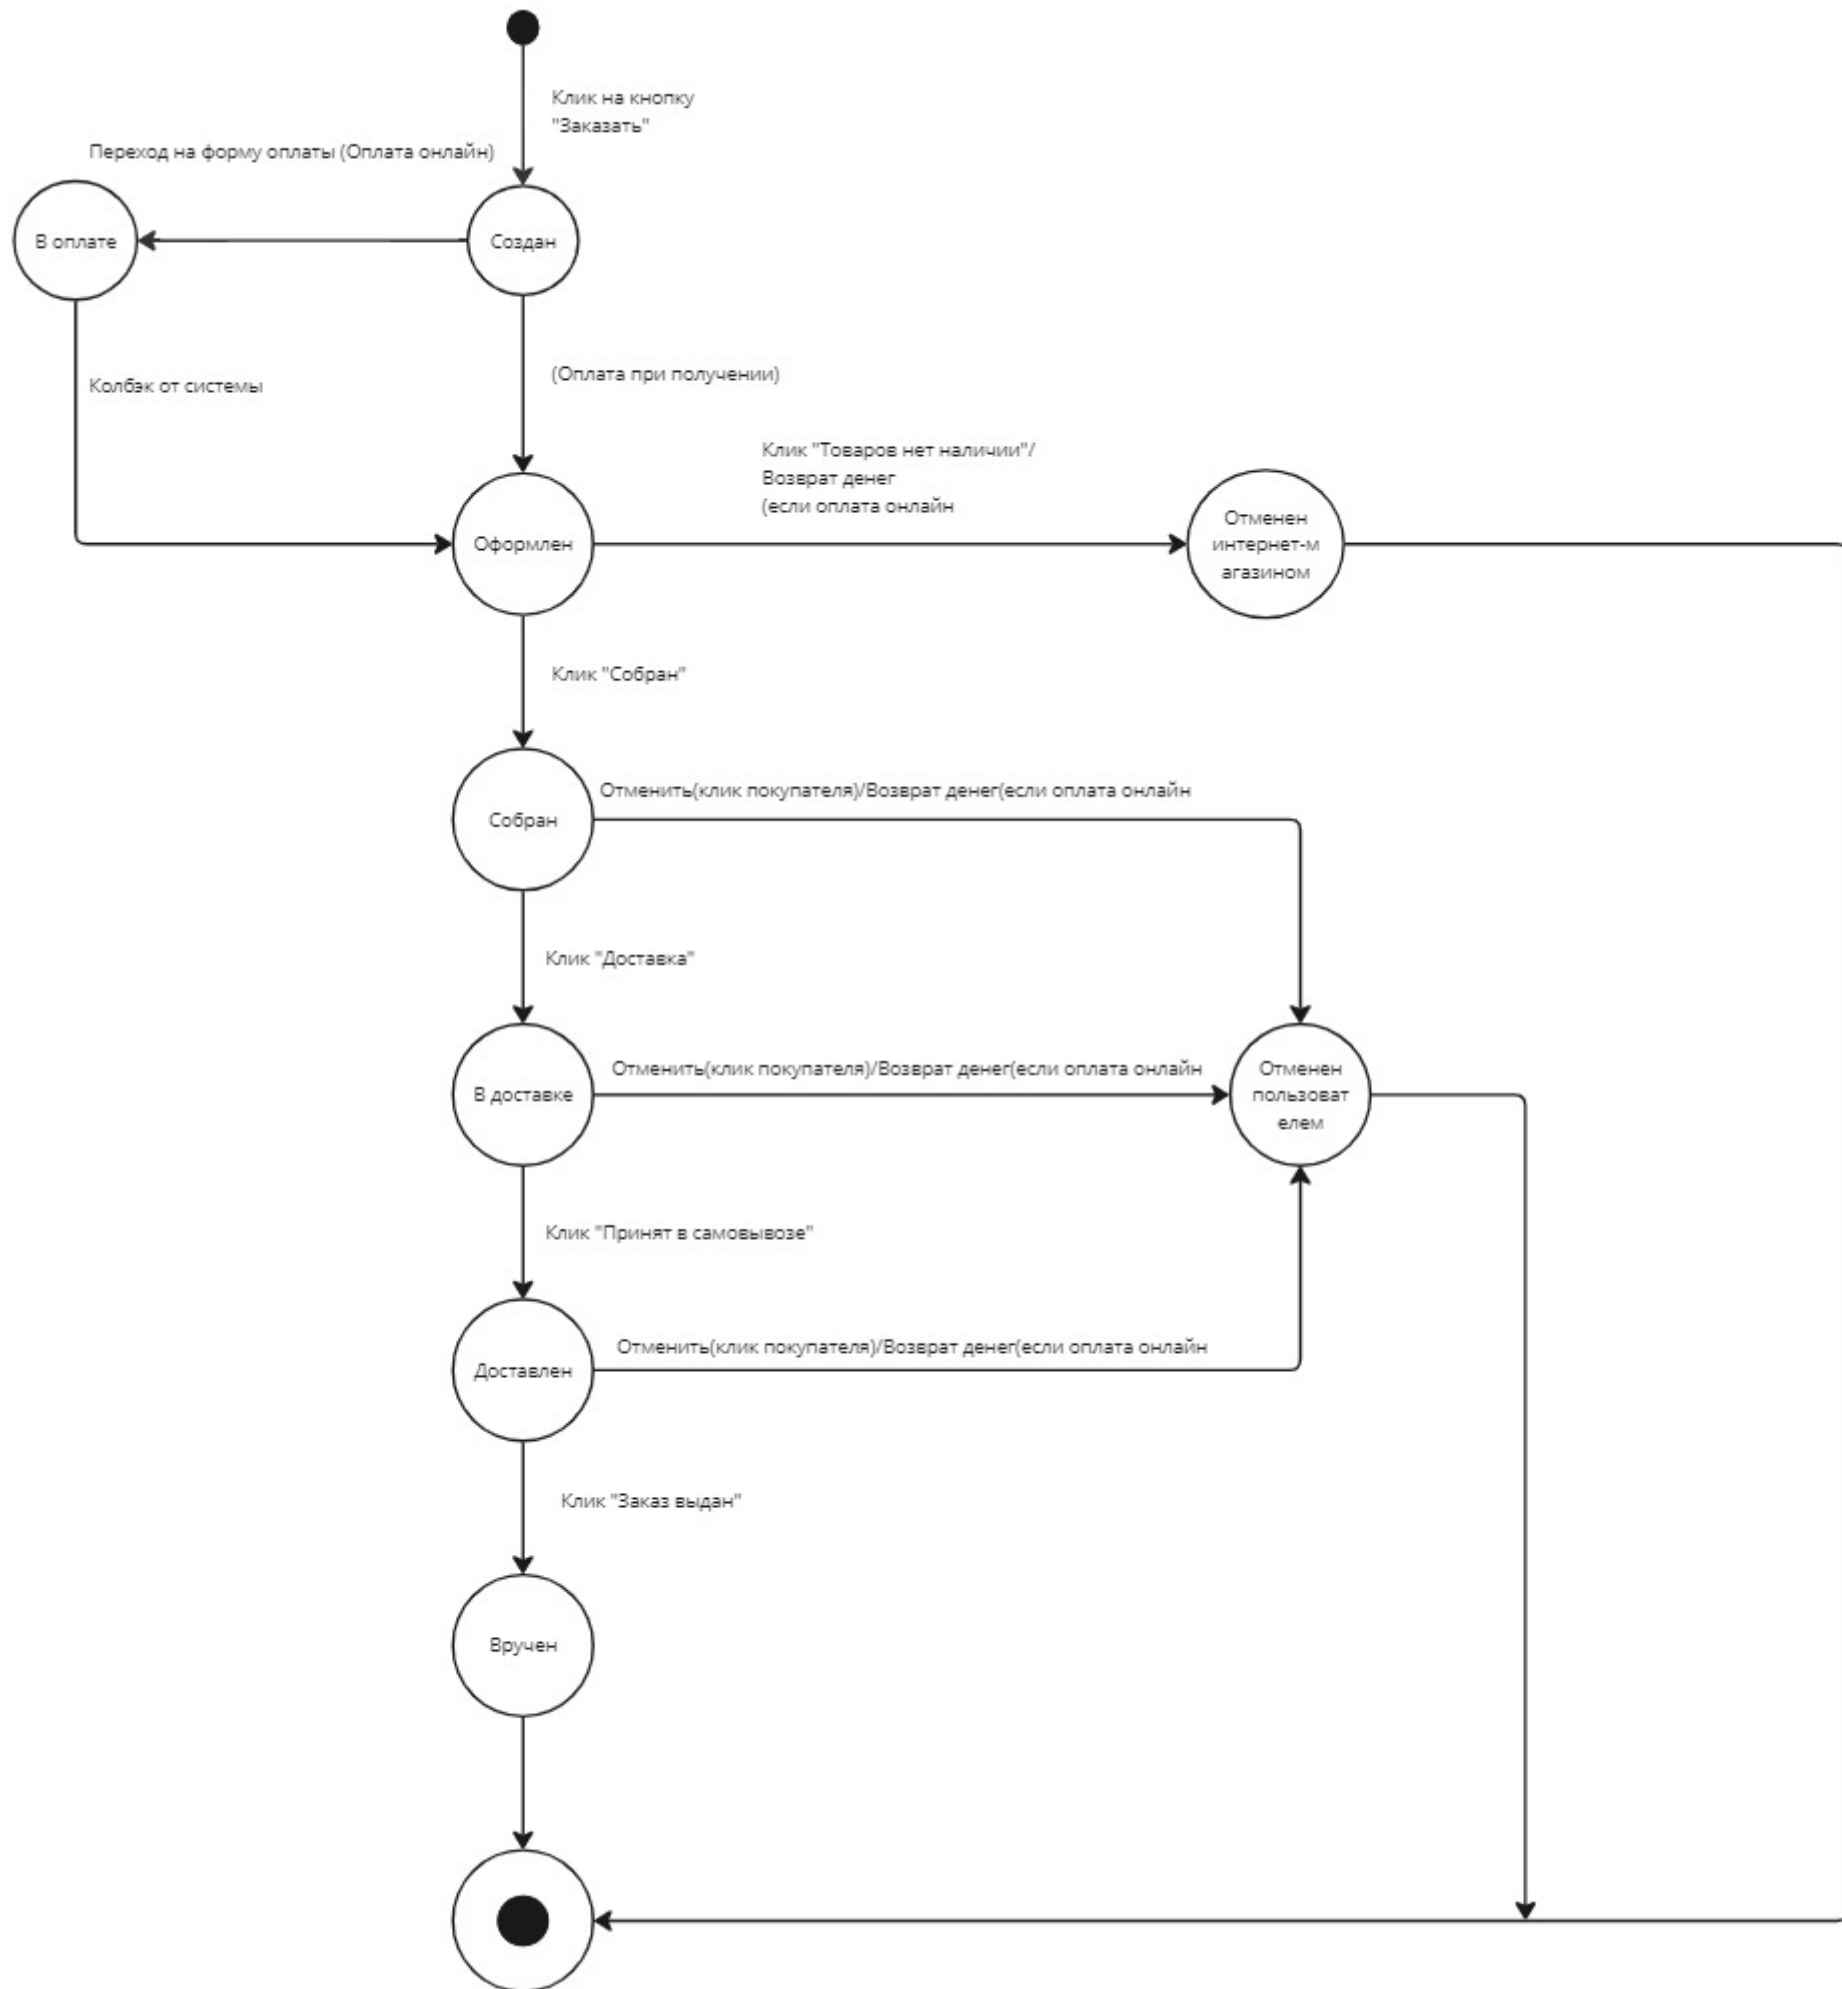 Клик на кнопку
"Заказать"
Переход на форму оплаты (Оплата онлайн)
В оплате
Создан
Колбэк от системы
(Оплата при получении)
Клик "Товаров нет наличии"/
Возврат денег
(если оплата онлайн
Оформлен
Отменен
интернет-м
агазином
Клик "Собран"
Отменить(клик покупателя)/Возврат денег(если оплата онлайн
Собран
Клик "Доставка"
Отменить(клик покупателя)/Возврат денег(если оплата онлайн
В доставке
Отменен
пользоват
елем
Клик "Принят в самовывозе"
Отменить(клик покупателя)/Возврат денег(если оплата онлайн
Доставлен
Клик "Заказ выдан"
Вручен